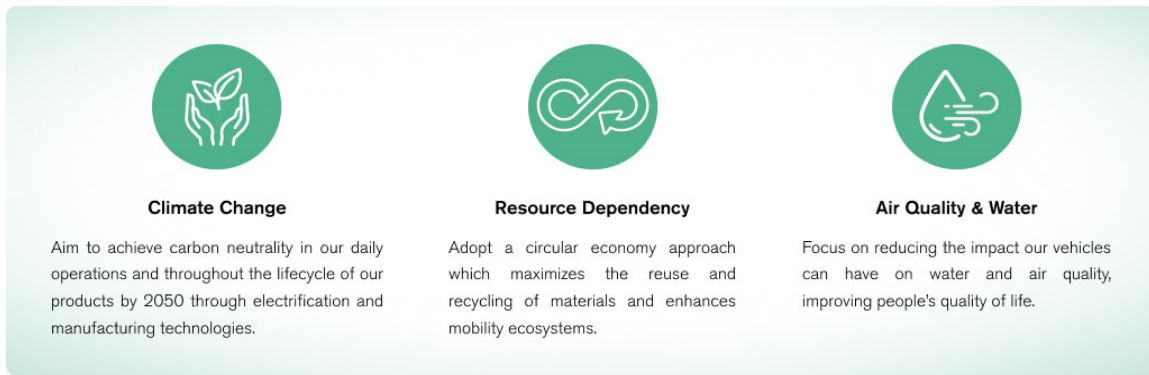 Climate Change
Aim to achieve carbon neutrality in our daily
operations and throughout the lifecycle of our
products by 2050 through electrification and
manufacturing technologies.
Resource Dependency
Adopt a circular economy approach
which maximizes the reuse and
recycling of materials and enhances
mobility ecosystems.
Air Quality & Water
Focus on reducing the impact our vehicles
can have on water and air quality,
improving people's quality of life.